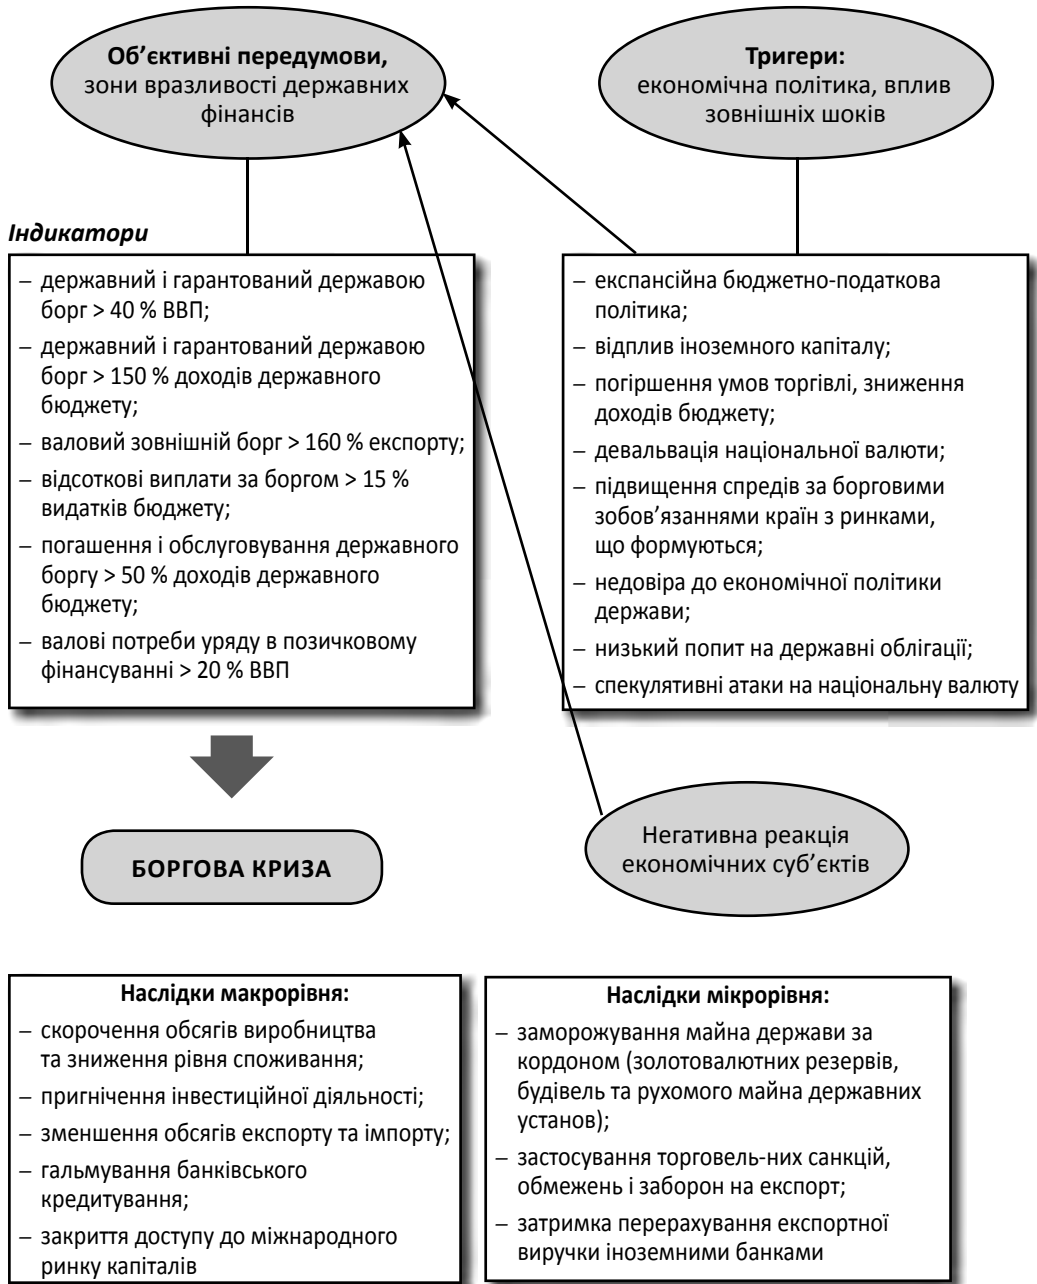 Об’єктивні передумови,
зони вразливості державних
фінансів
Тригери:
економічна політика, вплив
зовнішніх шоків
Індикатори
– державний і гарантований державою
борг > 40 % ВВП;
– державний і гарантований державою
борг > 150 % доходів державного
бюджету;
– валовий зовнішній борг > 160 % експорту;
– відсоткові виплати за боргом > 15 %
видатків бюджету;
– погашення і обслуговування державного
боргу > 50 % доходів державного
бюджету;
– валові потреби уряду в позичковому
фінансуванні > 20 % ВВП
– експансійна бюджетно-податкова
політика;
– відплив іноземного капіталу;
– погіршення умов торгівлі, зниження
доходів бюджету;
– девальвація національної валюти;
– підвищення спредів за борговими
зобов’язаннями країн з ринками,
що формуються;
– недовіра до економічної політики
держави;
– низький попит на державні облігації;
– спекулятивні атаки на національну валюту
БОРГОВА КРИЗА
Негативна реакція
економічних суб’єктів
Наслідки макрорівня:
– скорочення обсягів виробництва
та зниження рівня споживання;
– пригнічення інвестиційної діяльності;
– зменшення обсягів експорту та імпорту;
– гальмування банківського
кредитування;
– закриття доступу до міжнародного
ринку капіталів
Наслідки мікрорівня:
– заморожування майна держави за
кордоном (золотовалютних резервів,
будівель та рухомого майна державних
установ);
– застосування торговель-них санкцій,
обмежень і заборон на експорт;
– затримка перерахування експортної
виручки іноземними банками